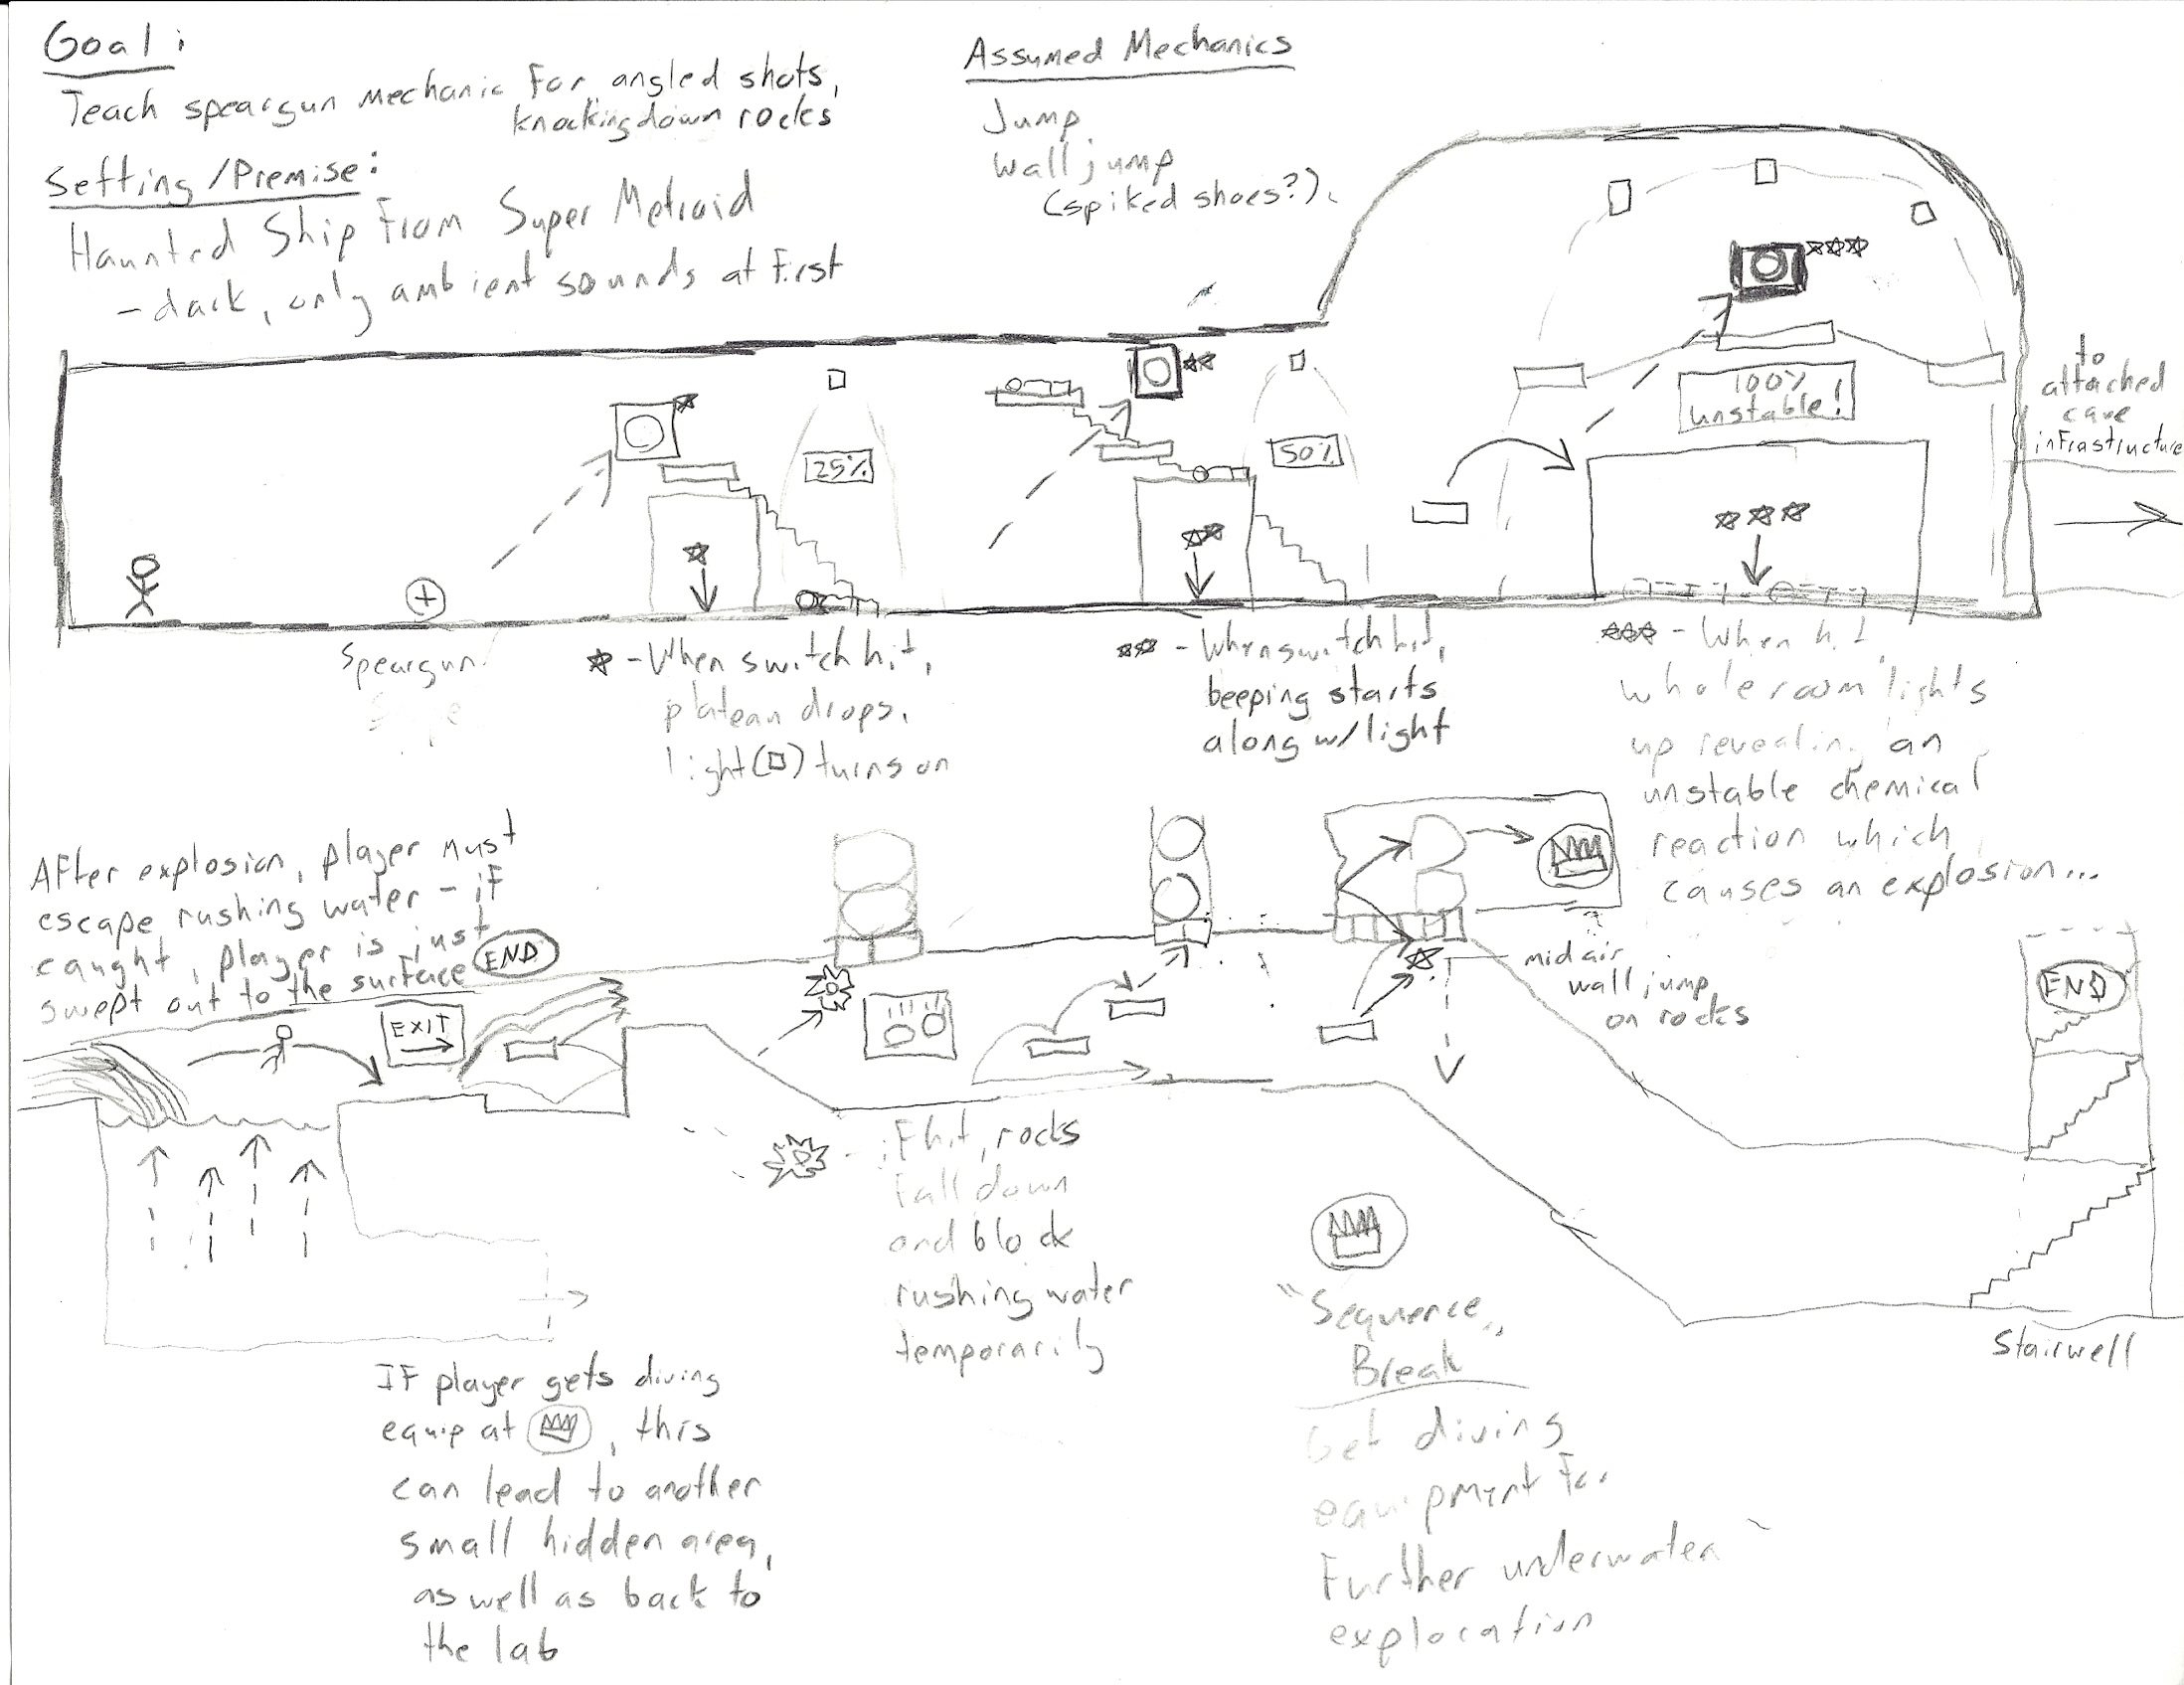 Goal:
Teach speargun mechanic for angled shots,
knocking down rocks
Setting/Premise:
Haunted Ship from Super Metroid
- dark, only ambient sounds at first
Assumed Mechanics
Jump
wall jump
(spiked shoes?)
25%
50%
100%
unstable!
to
attached
cave
infrastructure
Speargun
- When switch hit,
plateau drops,
light(□) turns on
- When switch hit,
beeping starts
along w/ light
- When hit,
whole room lights
up revealing an
unstable chemical
reaction which
causes an explosion...
After explosion, player must
escape rushing water - if
caught, player is just
swept out to the surface
END
EXIT
mid air
wall jump
on rocks
END
Stairwell
- if hit, rocks
fall down
and block
rushing water
temporarily
"Sequence
Break"
Get diving
equipment for
further underwater
explocation
IF player gets diving
equip at , this
can lead to another
small hidden area,
as well as back to
the lab